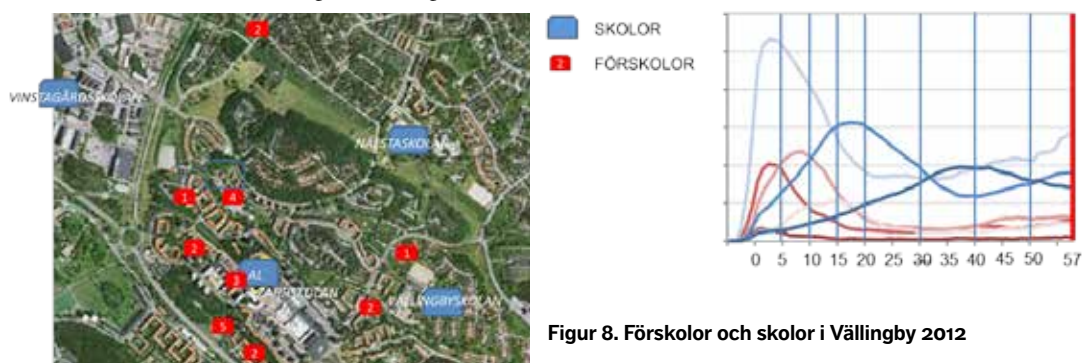 2
SKOLOR
2 FÖRSKOLOR
VINSTAGÅRDSSKOLAN
NÄLSTASKOLAN
1
4
2
1
3
AL
VÄLLINGBYSKOLAN
2
5
2
0 5 10 15 20 25 30 35 40 45 50 57
Figur 8. Förskolor och skolor i Vällingby 2012